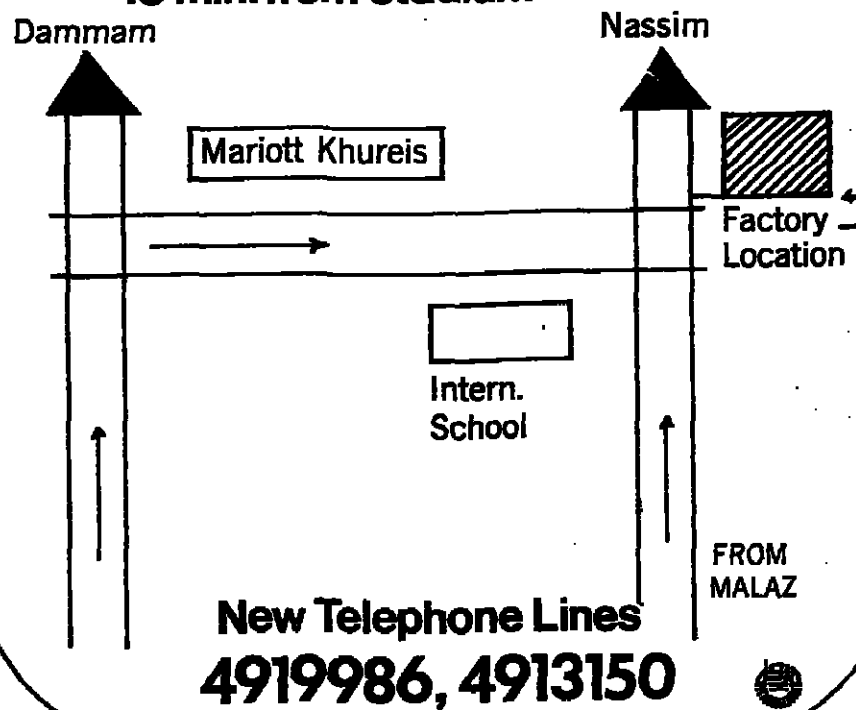 Dammam
Nassim
Mariott Khureis
Factory
Location
Intern.
School
FROM
MALAZ
New Telephone Lines
4919986, 4913150